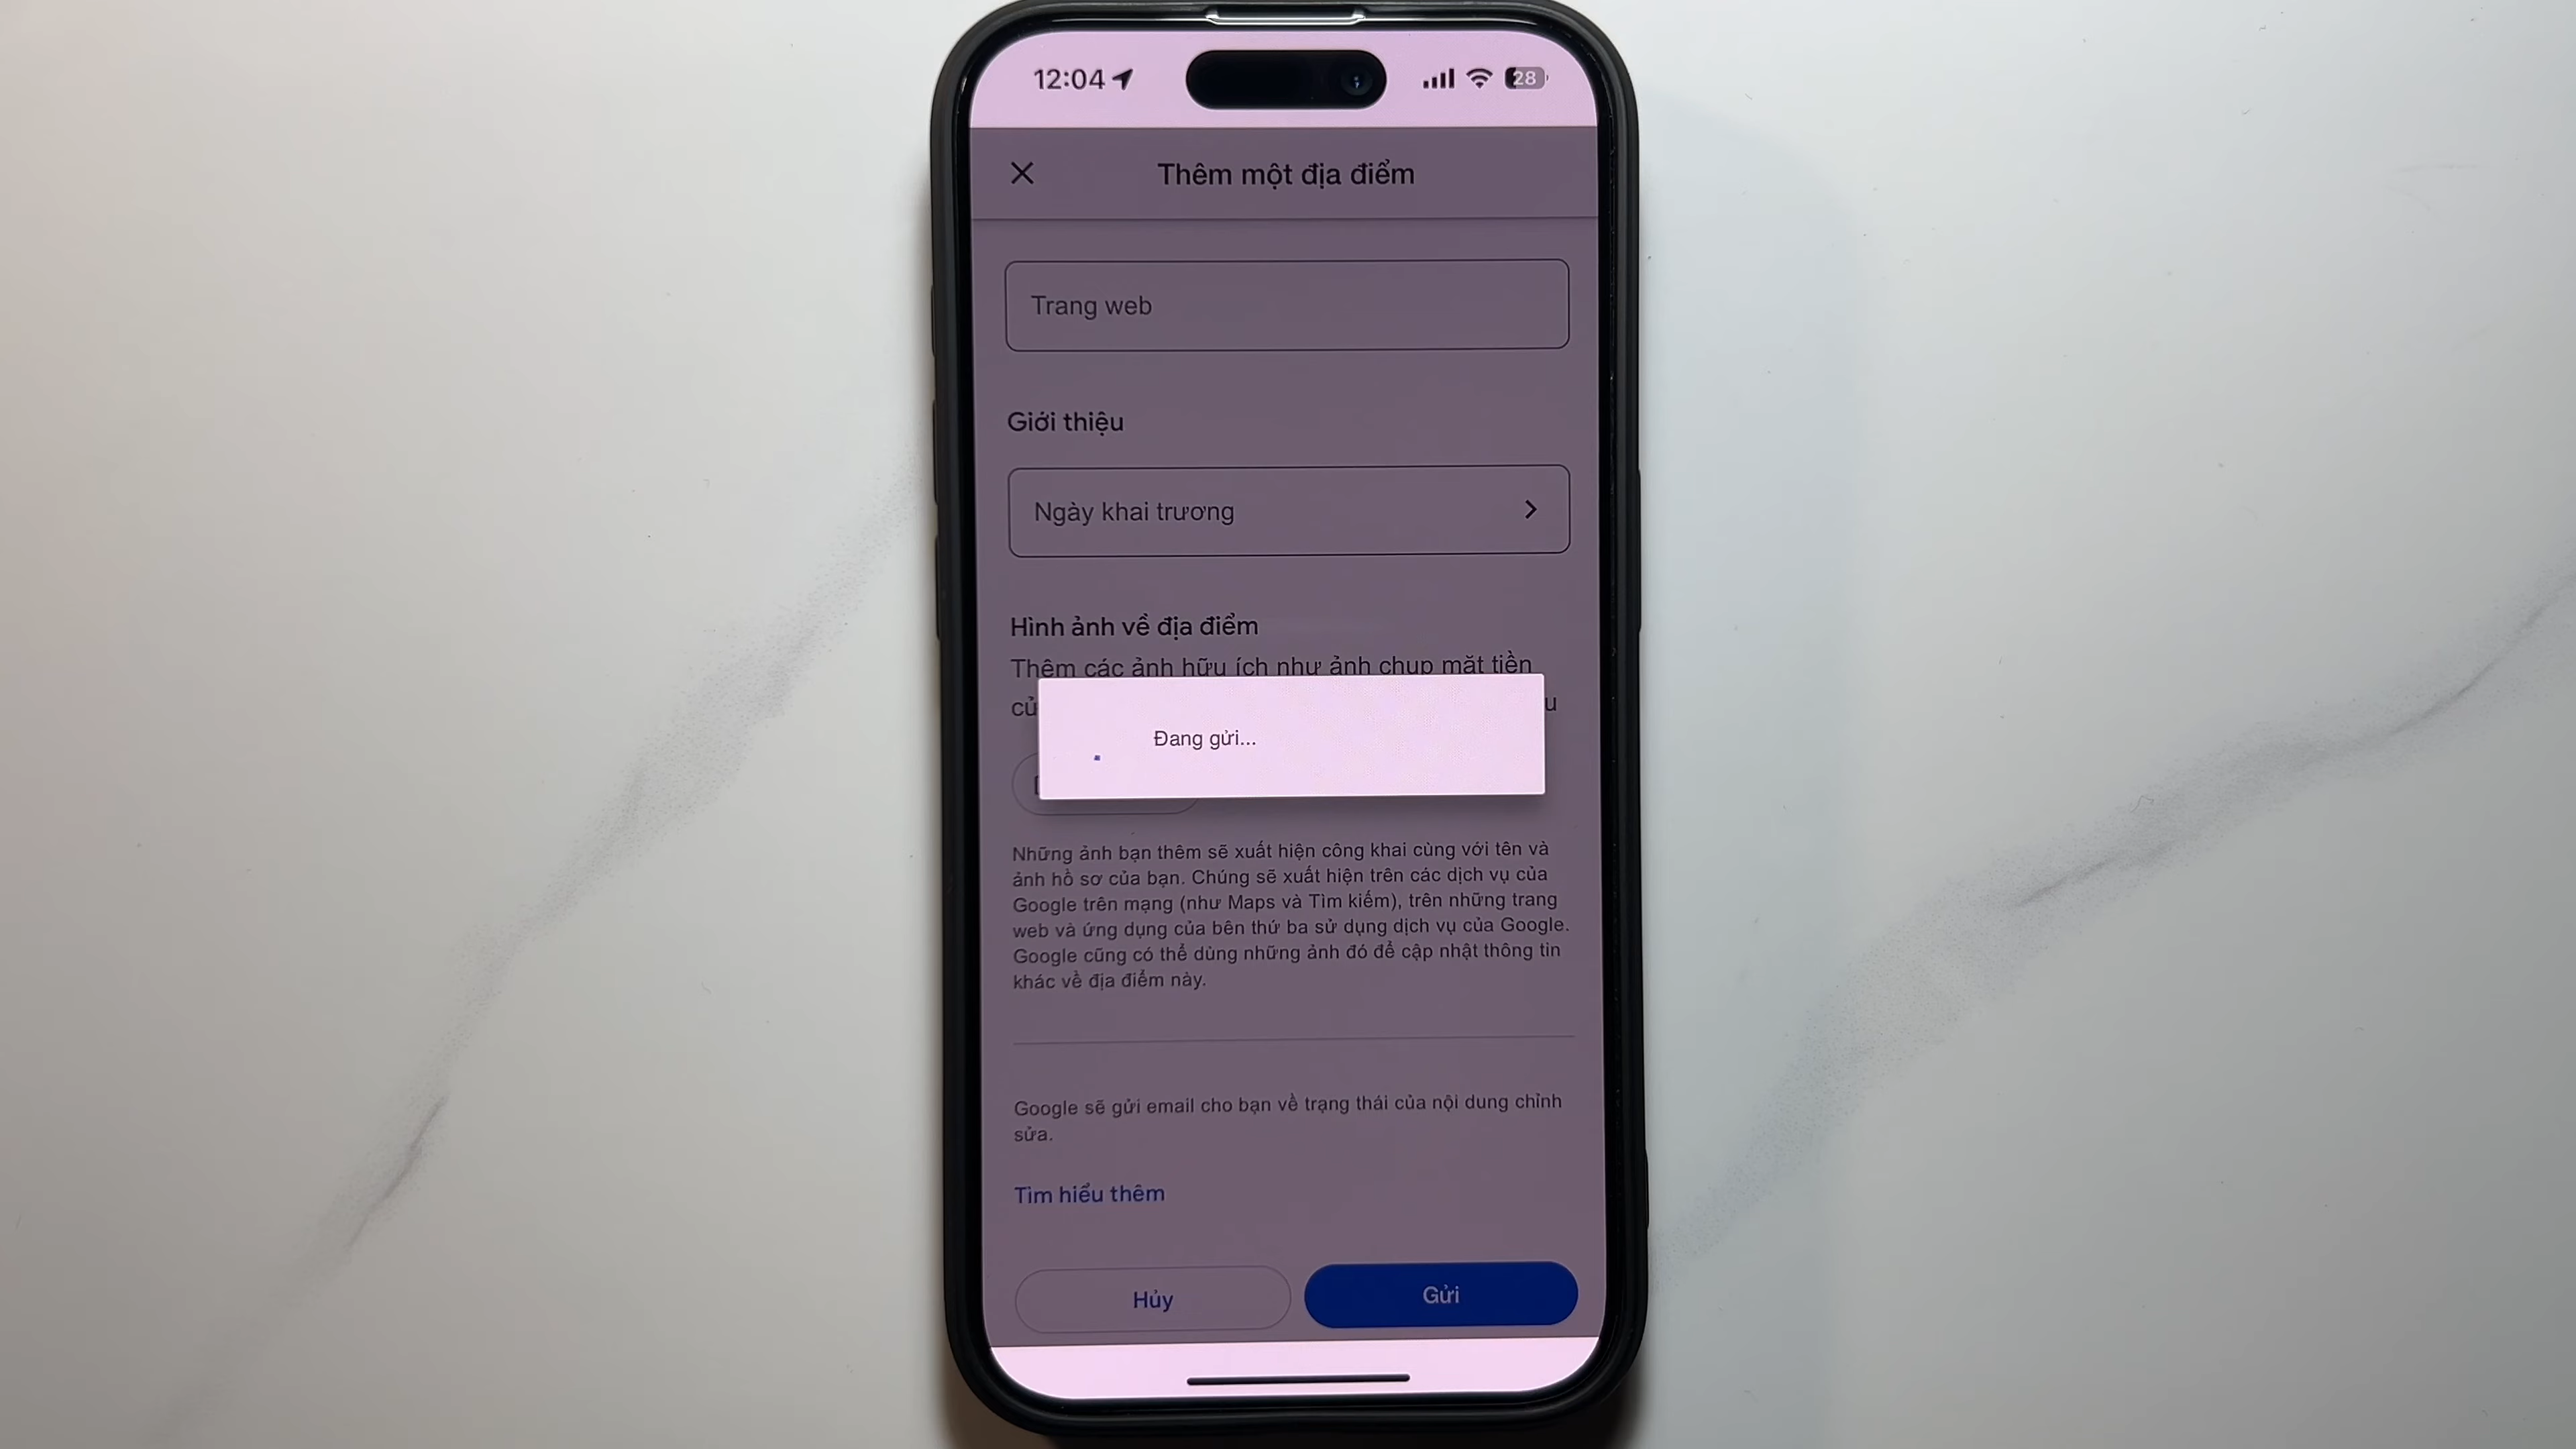 12:04
28
Thêm một địa điểm
Trang web
Giới thiệu
Ngày khai trương
Hình ảnh về địa điểm
Thêm các ảnh hữu ích như ảnh chụp mặt tiền
Đang gửi...
Những ảnh bạn thêm sẽ xuất hiện công khai cùng với tên và
ảnh hồ sơ của bạn. Chúng sẽ xuất hiện trên các dịch vụ của
Google trên mạng (như Maps và Tìm kiếm), trên những trang
web và ứng dụng của bên thứ ba sử dụng dịch vụ của Google.
Google cũng có thể dùng những ảnh đó để cập nhật thông tin
khác về địa điểm này.
Google sẽ gửi email cho bạn về trạng thái của nội dung chỉnh
sửa.
Tìm hiểu thêm
Hủy
Gửi